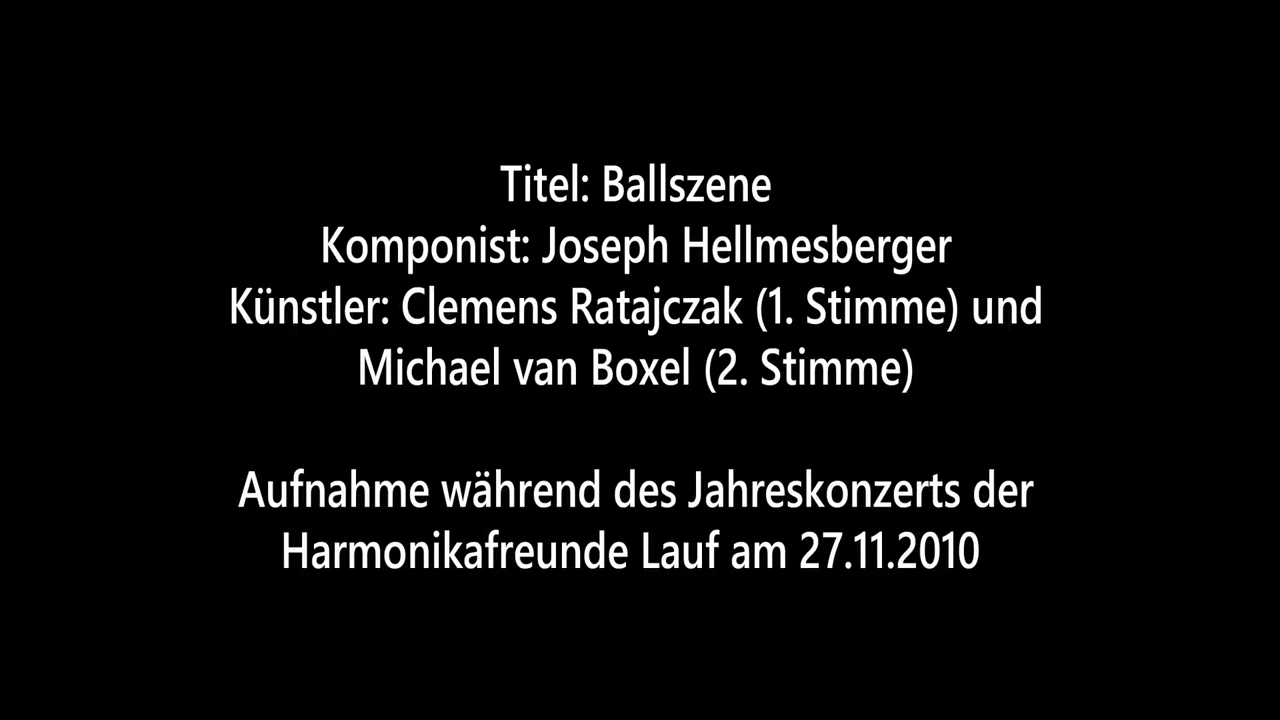 Titel: Ballszene
Komponist: Joseph Hellmesberger
Künstler: Clemens Ratajczak (1. Stimme) und
Michael van Boxel (2. Stimme)
Aufnahme während des Jahreskonzerts der
Harmonikafreunde Lauf am 27.11.2010